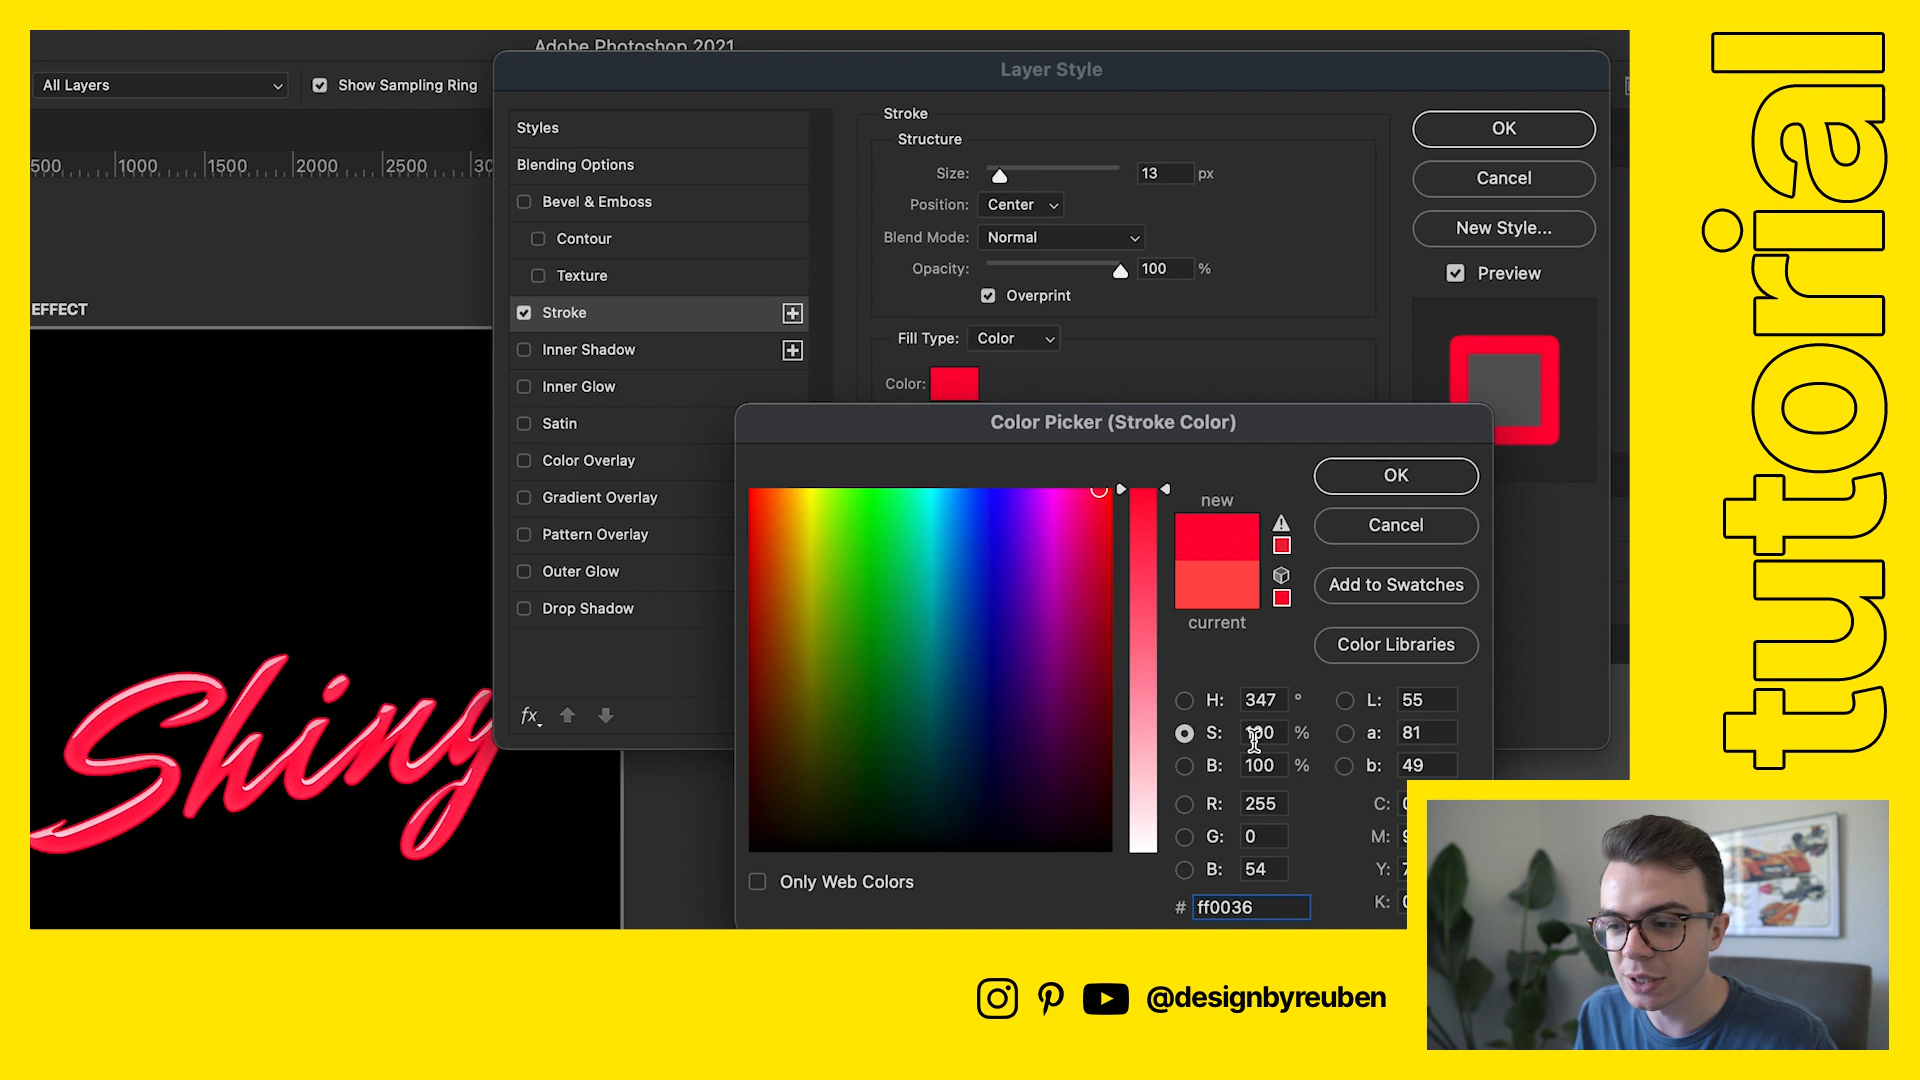 Adobe Photoshop 2021
All Layers
Show Sampling Ring
500 1000 1500 2000 2500 30
EFFECT
Shiny
Layer Style
Styles
Blending Options
Bevel & Emboss
Contour
Texture
Stroke
Inner Shadow
Inner Glow
Satin
Color Overlay
Gradient Overlay
Pattern Overlay
Outer Glow
Drop Shadow
fx
Stroke
Structure
Size: 13 px
Position: Center
Blend Mode: Normal
Opacity: 100 %
Overprint
Fill Type: Color
Color:
OK
Cancel
New Style...
Preview
Color Picker (Stroke Color)
new
current
OK
Cancel
Add to Swatches
Color Libraries
H: 347 °
S: 100 %
B: 100 %
R: 255
G: 0
B: 54
# ff0036
L: 55
a: 81
b: 49
C:
M:
Y:
K:
Only Web Colors
tutorial
@designbyreuben